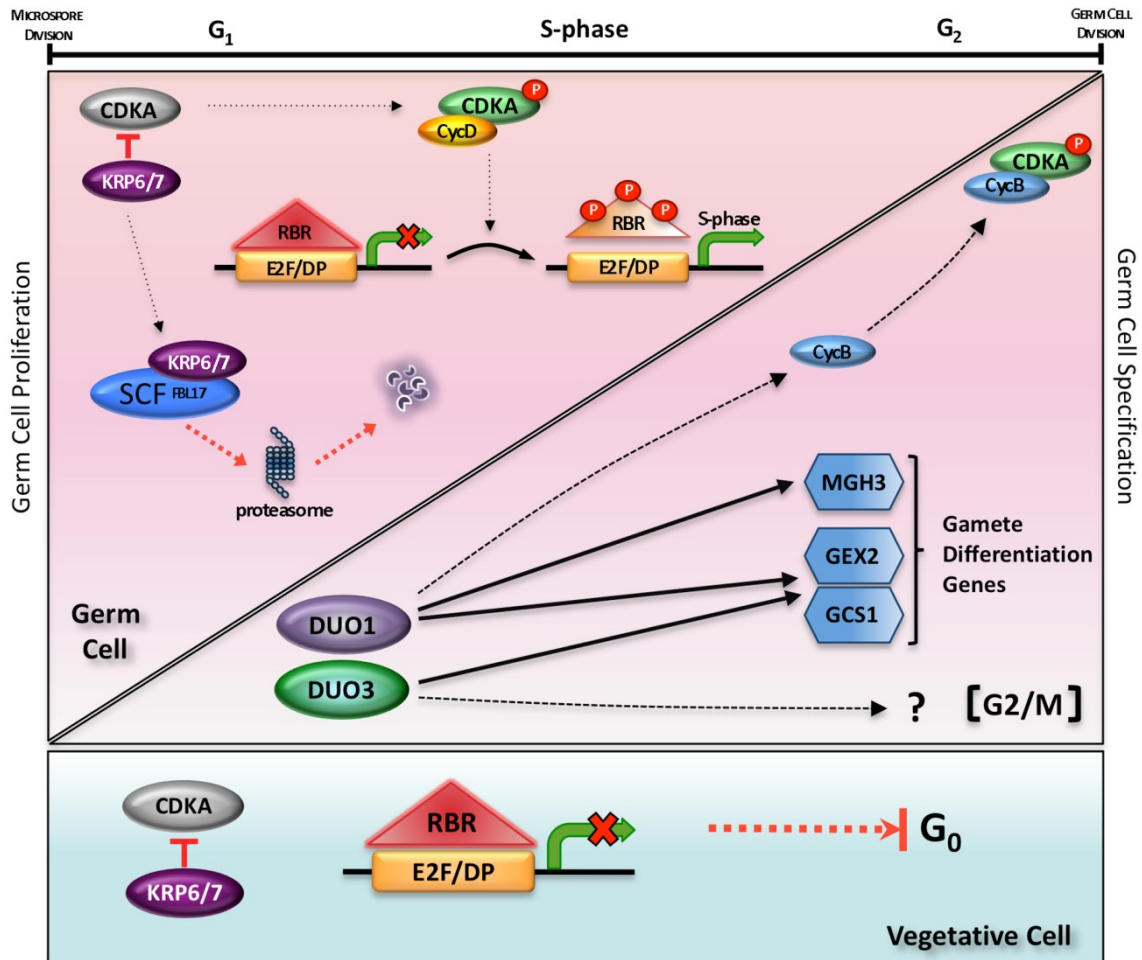 MICROSPORE
DIVISION
G1
S-phase
G2
GERM CELL
DIVISION
CDKA
KRP6/7
P
CDKA
CycD
RBR
E2F/DP
P
P
P
RBR
E2F/DP
S-phase
P
CDKA
CycB
KRP6/7
SCF FBL17
proteasome
CycB
Germ Cell Proliferation
Germ Cell Specification
MGH3
GEX2
GCS1
Gamete
Differentiation
Genes
Germ
Cell
DUO1
DUO3
? [G2/M]
CDKA
KRP6/7
RBR
E2F/DP
G0
Vegetative Cell